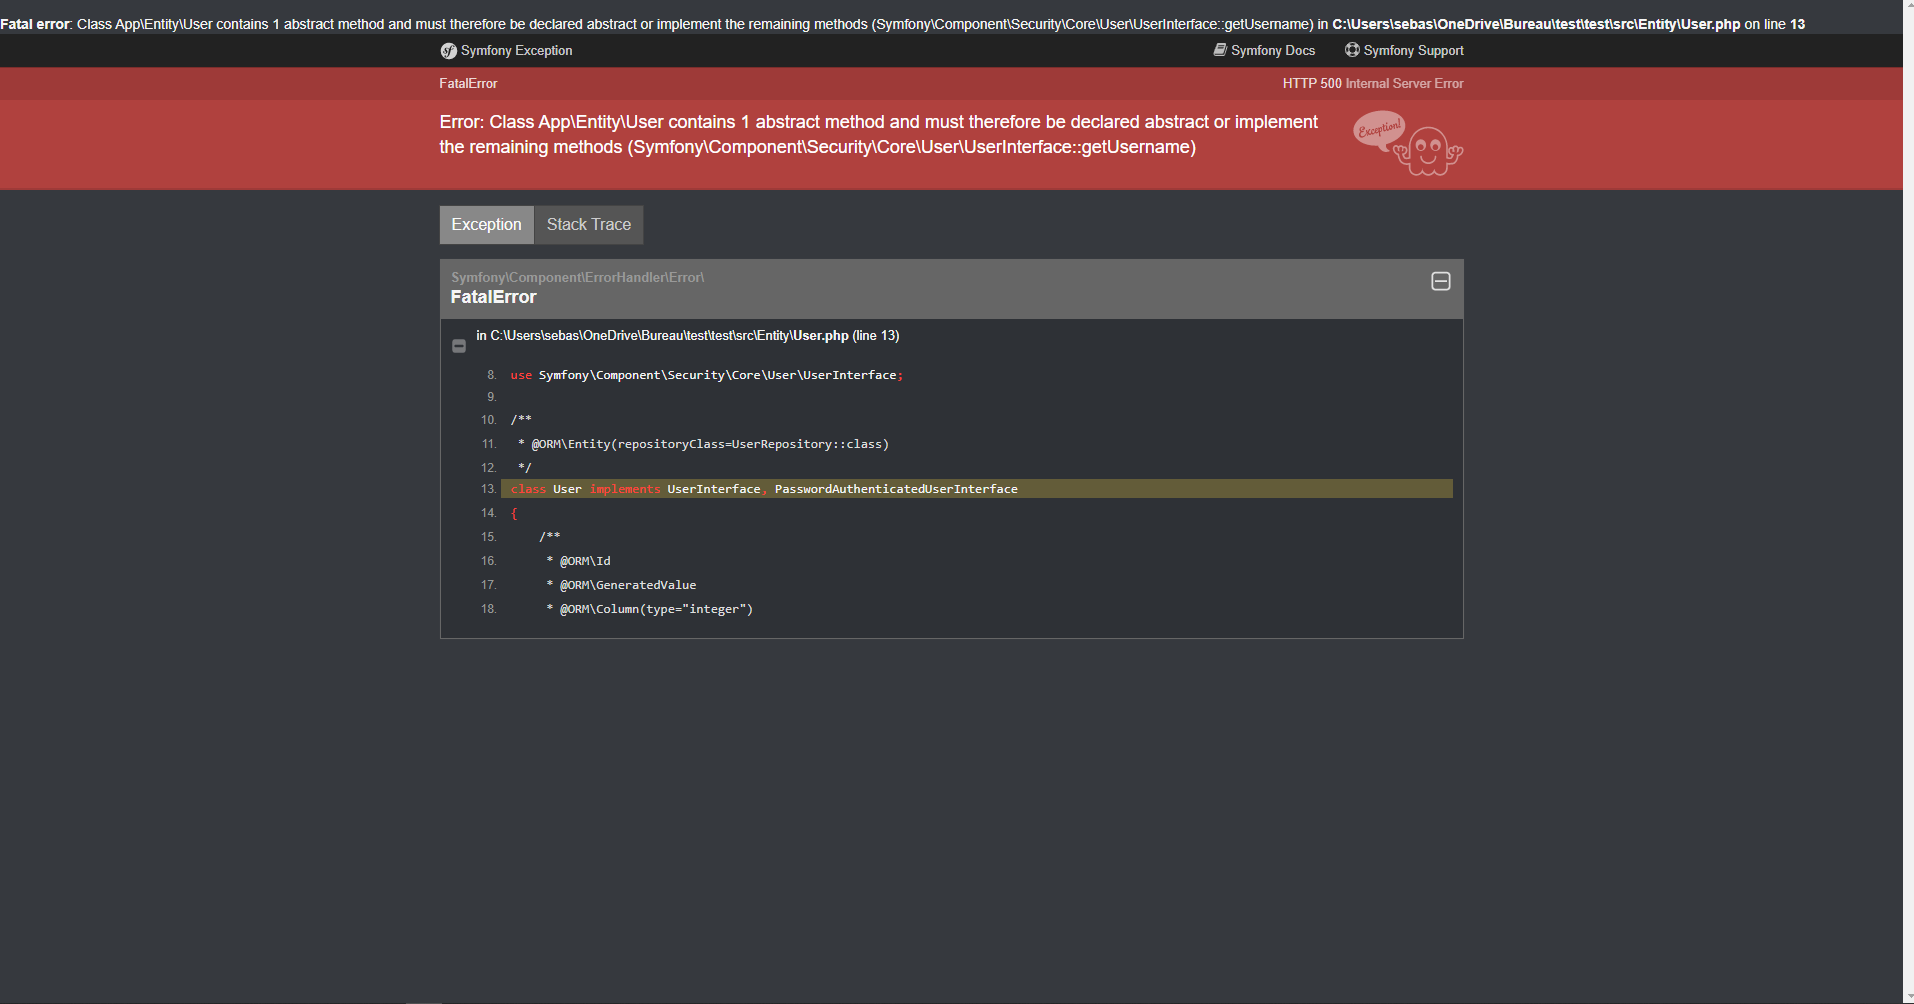 Fatal error: Class App\Entity\User contains 1 abstract method and must therefore be declared abstract or implement the remaining methods (Symfony\Component\Security\Core\User\UserInterface::getUsername) in C:\Users\sebas\OneDrive\Bureau\test\test\src\Entity\User.php on line 13
sf Symfony Exception
Symfony Docs
Symfony Support
FatalError
HTTP 500 Internal Server Error
Error: Class App\Entity\User contains 1 abstract method and must therefore be declared abstract or implement
the remaining methods (Symfony\Component\Security\Core\User\UserInterface::getUsername)
Exception!
Exception
Stack Trace
Symfony\Component\ErrorHandler\Error\
FatalError
in C:\Users\sebas\OneDrive\Bureau\test\test\src\Entity\User.php (line 13)
8. use Symfony\Component\Security\Core\User\UserInterface;
9.
10. /**
11. * @ORM\Entity(repositoryClass=UserRepository::class)
12. */
13. class User implements UserInterface, PasswordAuthenticatedUserInterface
14. {
15. /**
16. * @ORM\Id
17. * @ORM\GeneratedValue
18. * @ORM\Column(type="integer")